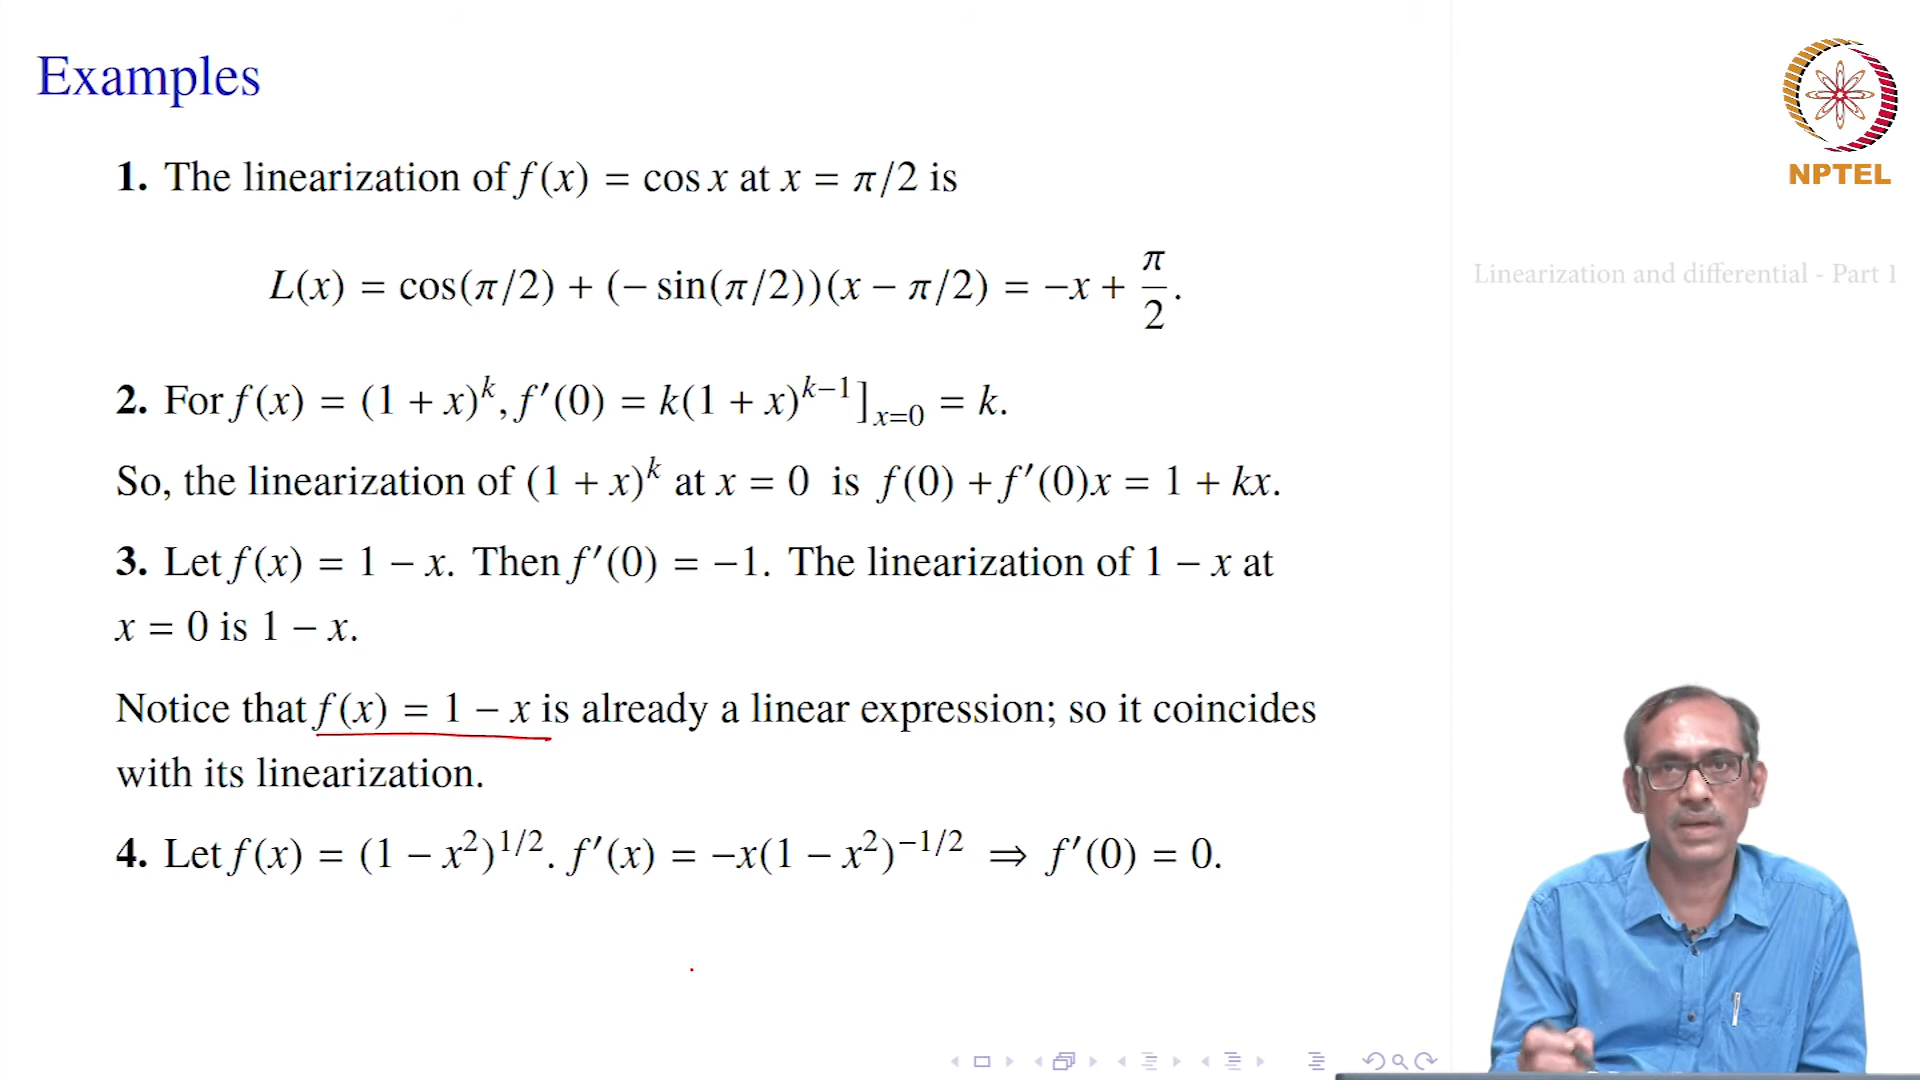 Examples
NPTEL
1. The linearization of f(x) = cos x at x = π/2 is
Linearization and differential - Part 1
L(x) = cos(π/2) + (− sin(π/2))(x − π/2) = −x + π/2.
2. For f(x) = (1 + x)^k, f′(0) = k(1 + x)^{k−1}]_{x=0} = k.
So, the linearization of (1 + x)^k at x = 0 is f(0) + f′(0)x = 1 + kx.
3. Let f(x) = 1 − x. Then f′(0) = −1. The linearization of 1 − x at
x = 0 is 1 − x.
Notice that f(x) = 1 − x is already a linear expression; so it coincides
with its linearization.
4. Let f(x) = (1 − x²)^{1/2}. f′(x) = −x(1 − x²)^{−1/2} ⇒ f′(0) = 0.